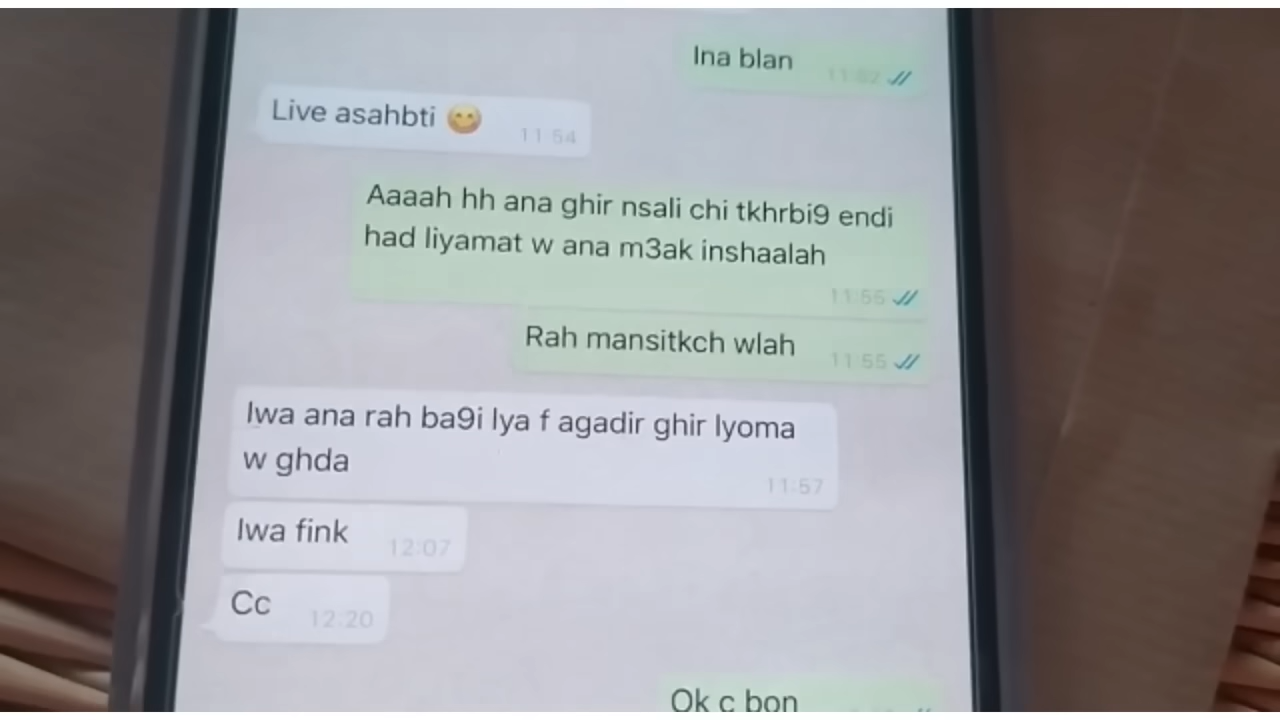 Ina blan
11:52
Live asahbti 😊
11:54
Aaaah hh ana ghir nsali chi tkhrbi9 endi
had liyamat w ana m3ak inshaalah
11:55
Rah mansitkch wlah
11:55
Iwa ana rah ba9i lya f agadir ghir lyoma
w ghda
11:57
Iwa fink
12:07
Cc
12:20
Ok c bon